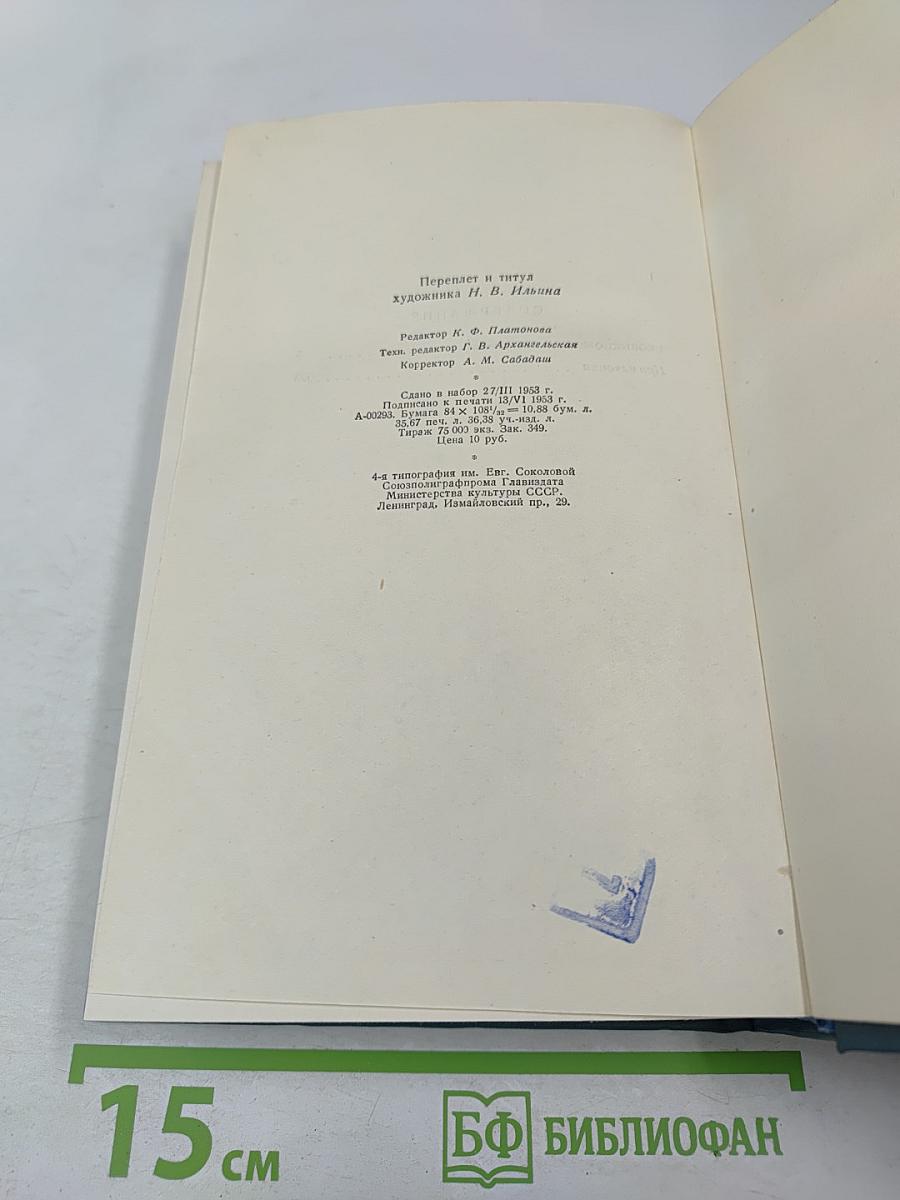 Переплет и титул
художника Н. В. Ильина
Редактор К. Ф. Платонова
Техн. редактор Г. В. Архангельская
Корректор А. М. Сабадаш
*
Сдано в набор 27/III 1953 г.
Подписано к печати 13/VI 1953 г.
А-00293. Бумага 84 × 108¹/₃₂ = 10,88 бум. л.
35,67 печ. л. 36,38 уч.-изд. л.
Тираж 75 000 экз. Зак. 349.
Цена 10 руб.
*
4-я типография им. Евг. Соколовой
Союзполиграфпрома Главиздата
Министерства культуры СССР.
Ленинград, Измайловский пр., 29.
15 см
БФ БИБЛИОФАН